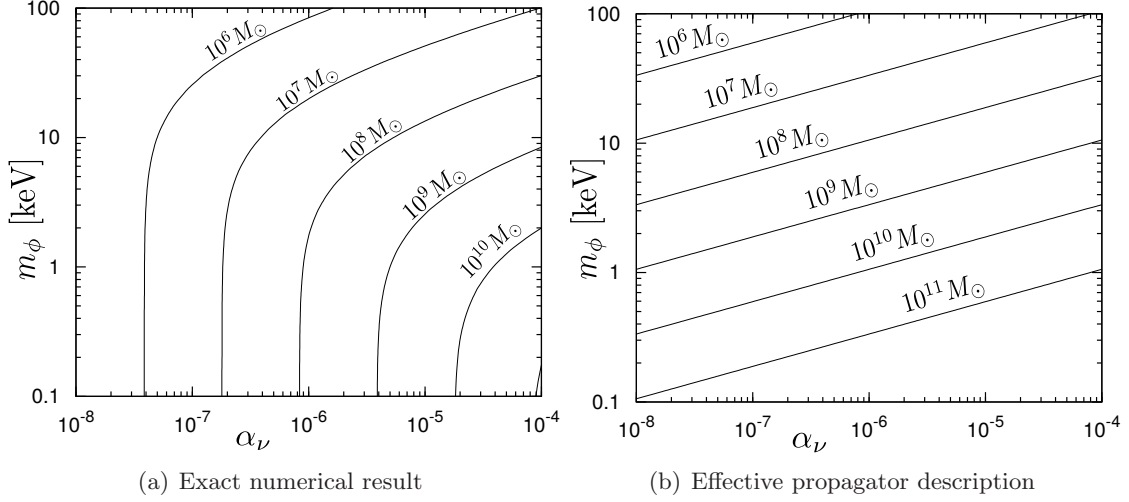 100
10
1
0.1
m_ϕ [keV]
10^6 M_⊙
10^7 M_⊙
10^8 M_⊙
10^9 M_⊙
10^10 M_⊙
10^-8 10^-7 10^-6 10^-5 10^-4
α_ν
(a) Exact numerical result
100
10
1
0.1
m_ϕ [keV]
10^6 M_⊙
10^7 M_⊙
10^8 M_⊙
10^9 M_⊙
10^10 M_⊙
10^11 M_⊙
10^-8 10^-7 10^-6 10^-5 10^-4
α_ν
(b) Effective propagator description